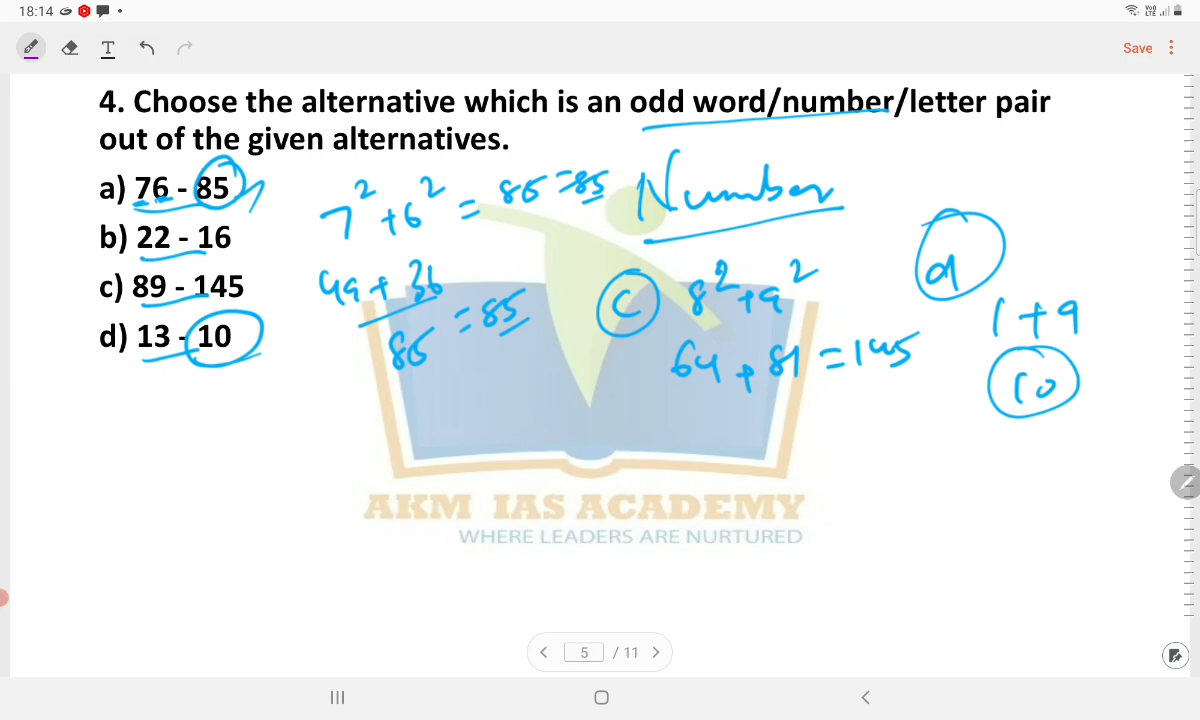 18:14
Save
4. Choose the alternative which is an odd word/number/letter pair
out of the given alternatives.
a) 76 - 85
b) 22 - 16
c) 89 - 145
d) 13 - 10
7² + 6² = 85 = 85
Number
49 + 36
85 = 85
c 8² + 9²
64 + 81 = 145
d
1 + 9
10
AKM IAS ACADEMY
WHERE LEADERS ARE NURTURED
5 / 11